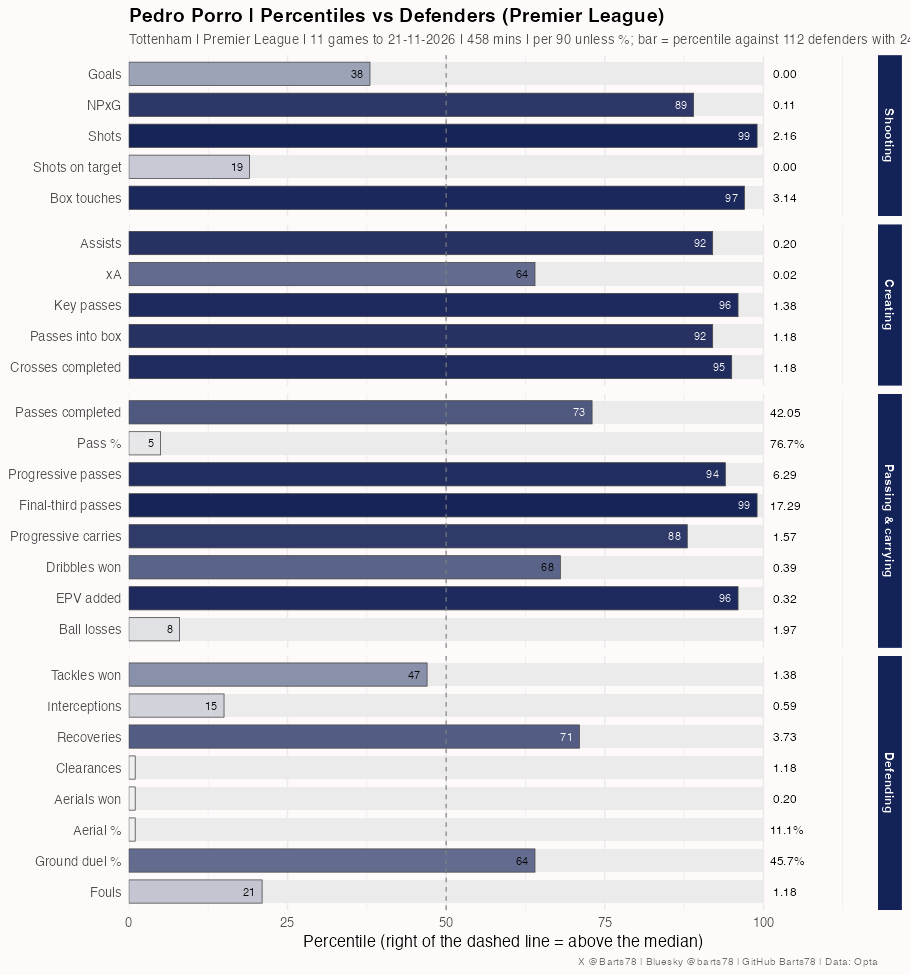 Pedro Porro | Percentiles vs Defenders (Premier League)
Tottenham | Premier League | 11 games to 21-11-2026 | 458 mins | per 90 unless %; bar = percentile against 112 defenders with 24
Goals 38 0.00
NPxG 89 0.11
Shots 99 2.16
Shots on target 19 0.00
Box touches 97 3.14
Shooting
Assists 92 0.20
xA 64 0.02
Key passes 96 1.38
Passes into box 92 1.18
Crosses completed 95 1.18
Creating
Passes completed 73 42.05
Pass % 5 76.7%
Progressive passes 94 6.29
Final-third passes 99 17.29
Progressive carries 88 1.57
Dribbles won 68 0.39
EPV added 96 0.32
Ball losses 8 1.97
Passing & carrying
Tackles won 47 1.38
Interceptions 15 0.59
Recoveries 71 3.73
Clearances 1.18
Aerials won 0.20
Aerial % 11.1%
Ground duel % 64 45.7%
Fouls 21 1.18
Defending
0 25 50 75 100
Percentile (right of the dashed line = above the median)
X @Barts78 | Bluesky @barts78 | GitHub Barts78 | Data: Opta